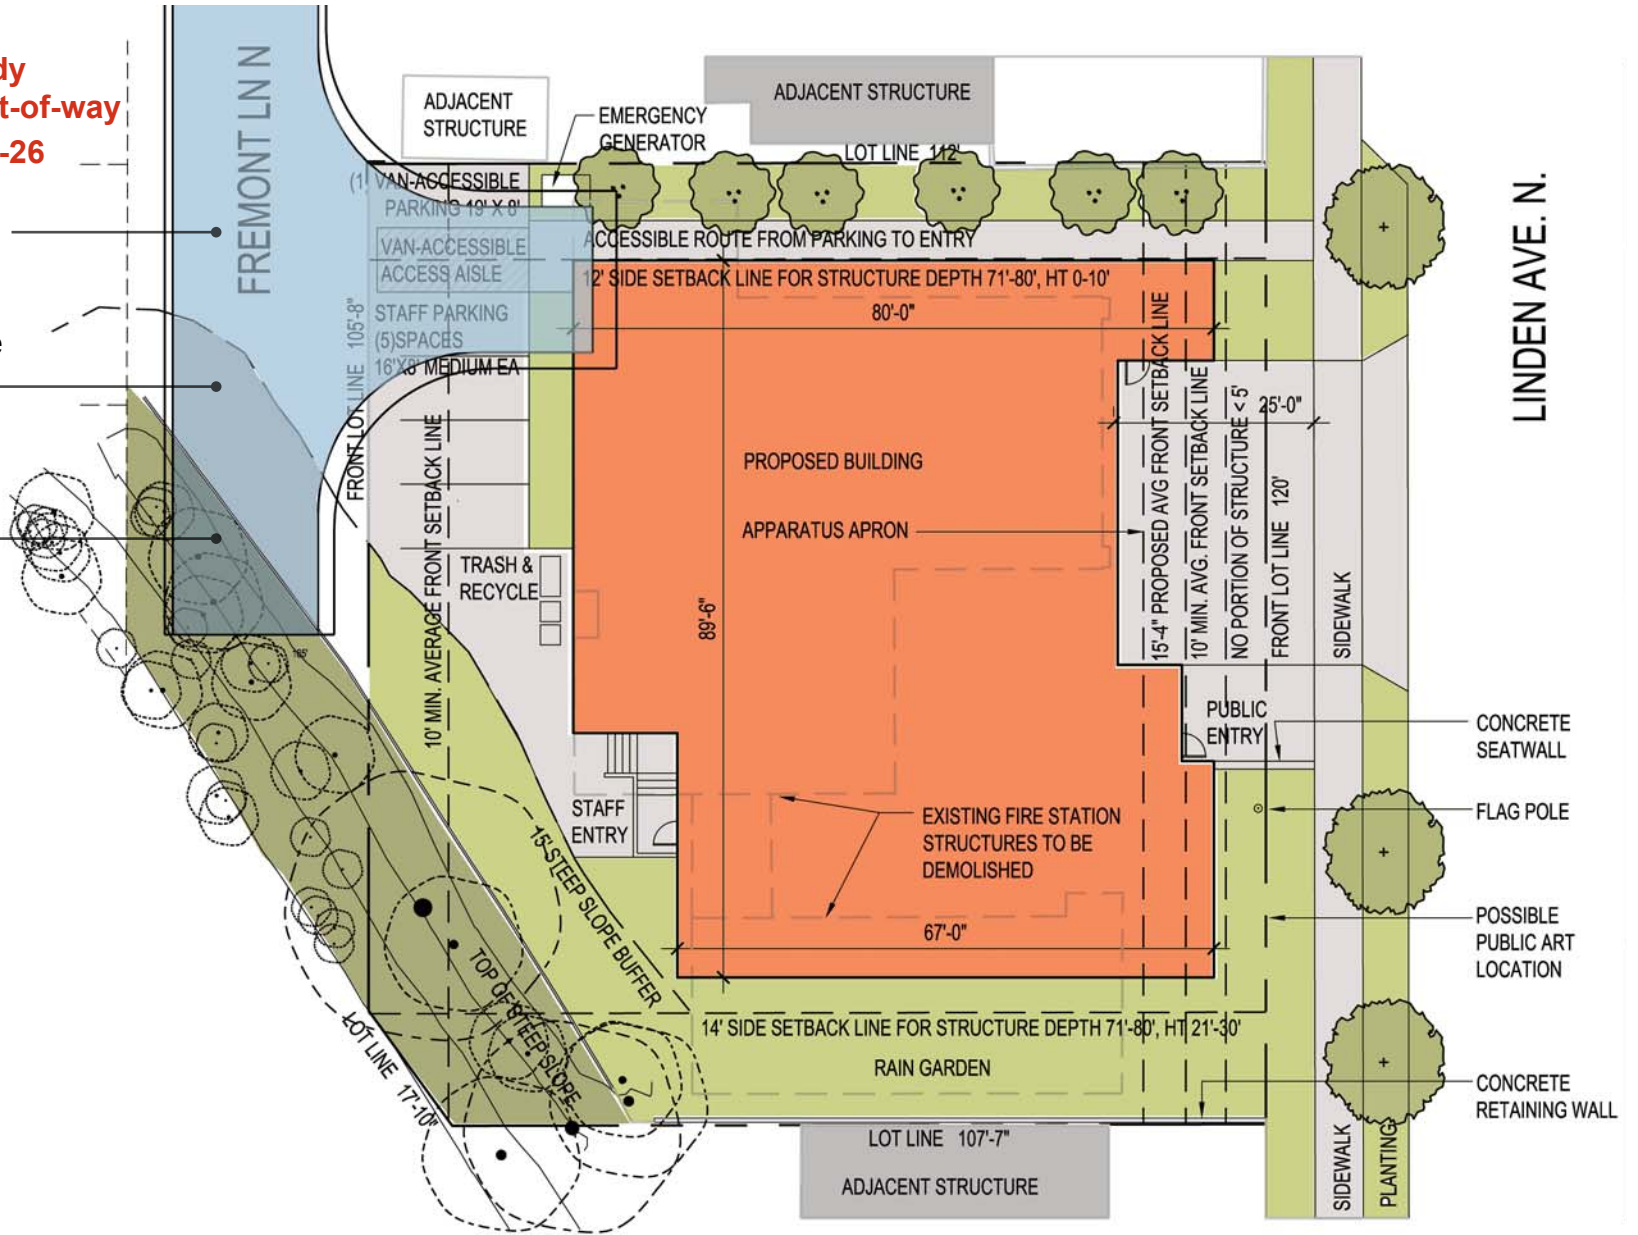 dy
t-of-way
-26
e
FREMONT LN N
ADJACENT
STRUCTURE
EMERGENCY
GENERATOR
ADJACENT STRUCTURE
LOT LINE 112'
(1
VAN-ACCESSIBLE
PARKING 19' X 8'
VAN-ACCESSIBLE
ACCESS AISLE
STAFF PARKING
(5)SPACES
16'X8' MEDIUM EA
FRONT LOT LINE 105'-8"
10' MIN. AVERAGE FRONT SETBACK LINE
ACCESSIBLE ROUTE FROM PARKING TO ENTRY
12' SIDE SETBACK LINE FOR STRUCTURE DEPTH 71'-80', HT 0-10'
80'-0"
PROPOSED BUILDING
APPARATUS APRON
89'-6"
TRASH &
RECYCLE
15'-4" PROPOSED AVG FRONT SETBACK LINE
10' MIN. AVG. FRONT SETBACK LINE
NO PORTION OF STRUCTURE < 5'
25'-0"
FRONT LOT LINE 120'
SIDEWALK
LINDEN AVE. N.
185'
PUBLIC
ENTRY
CONCRETE
SEATWALL
FLAG POLE
STAFF
ENTRY
EXISTING FIRE STATION
STRUCTURES TO BE
DEMOLISHED
15' STEEP SLOPE BUFFER
TOP OF STEEP SLOPE
67'-0"
POSSIBLE
PUBLIC ART
LOCATION
14' SIDE SETBACK LINE FOR STRUCTURE DEPTH 71'-80', HT 21'-30'
RAIN GARDEN
LOT LINE 17'-10"
CONCRETE
RETAINING WALL
LOT LINE 107'-7"
ADJACENT STRUCTURE
SIDEWALK
PLANTING